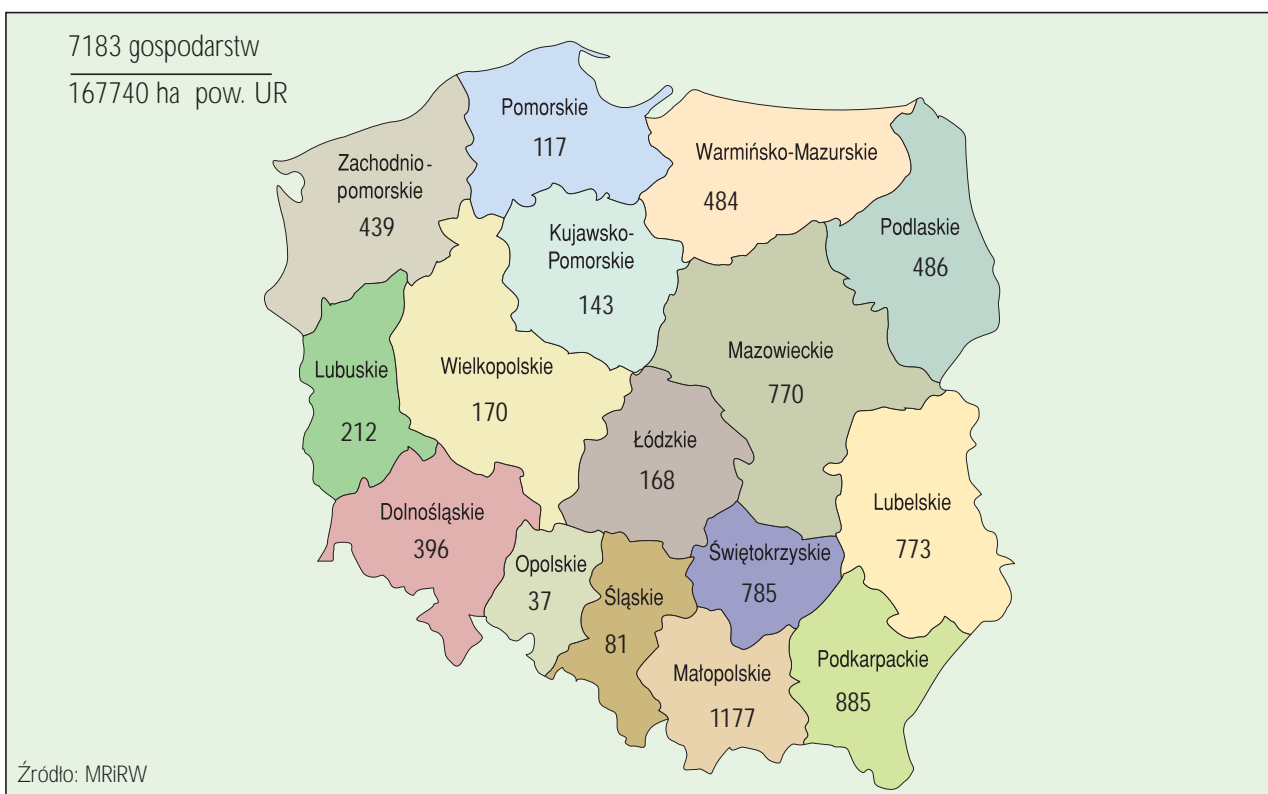 7183 gospodarstw
167740 ha pow. UR
Pomorskie
117
Warmińsko-Mazurskie
484
Zachodnio-
pomorskie
439
Podlaskie
486
Kujawsko-
Pomorskie
143
Mazowieckie
770
Lubuskie
212
Wielkopolskie
170
Łódzkie
168
Lubelskie
773
Dolnośląskie
396
Opolskie
37
Śląskie
81
Świętokrzyskie
785
Małopolskie
1177
Podkarpackie
885
Źródło: MRiRW